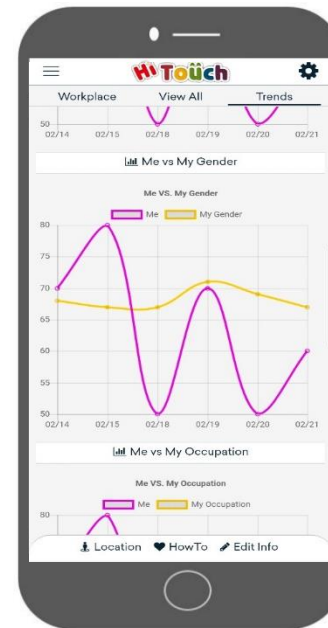 Hi Toüch
Workplace View All Trends
50
02/14 02/15 02/18 02/19 02/20 02/21
Me vs My Gender
Me VS. My Gender
Me My Gender
80
75
70
65
60
55
50
02/14 02/15 02/18 02/19 02/20 02/21
Me vs My Occupation
Me VS. My Occupation
Me My Occupation
80
Location HowTo Edit Info